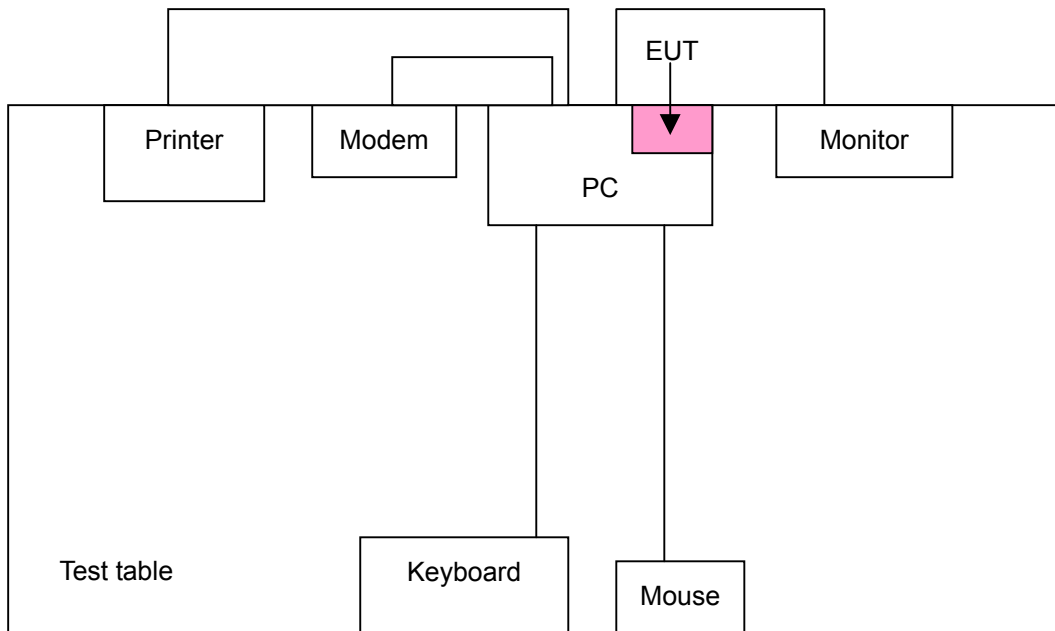 EUT
Printer
Modem
Monitor
PC
Test table
Keyboard
Mouse